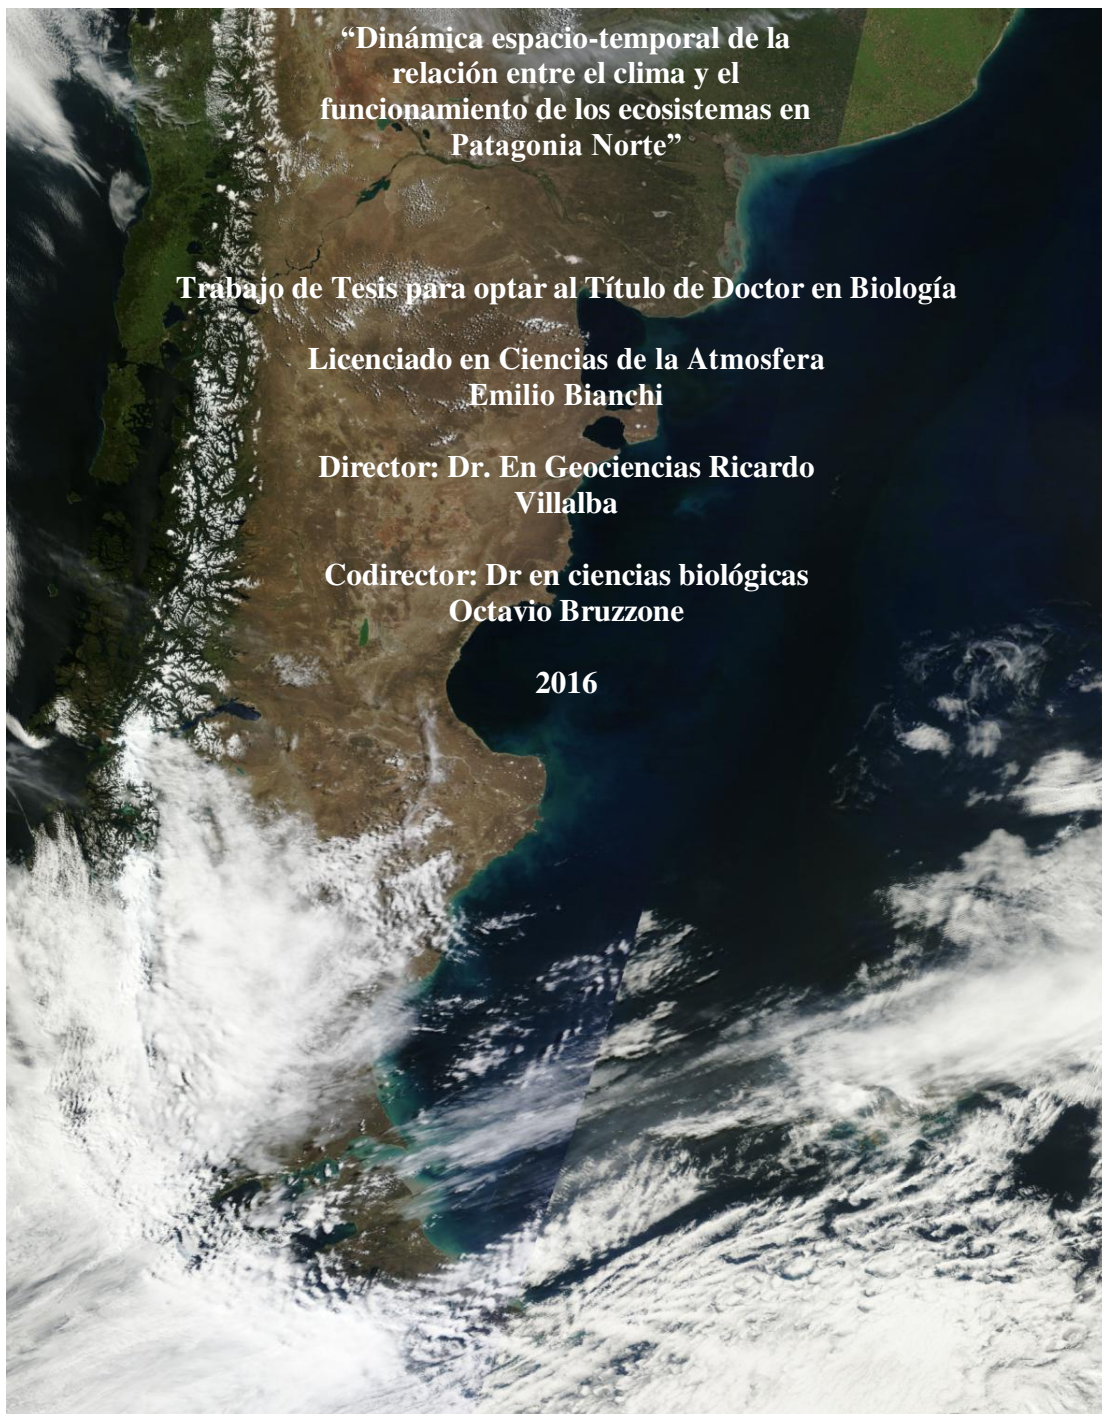 “Dinámica espacio-temporal de la
relación entre el clima y el
funcionamiento de los ecosistemas en
Patagonia Norte”
Trabajo de Tesis para optar al Título de Doctor en Biología
Licenciado en Ciencias de la Atmosfera
Emilio Bianchi
Director: Dr. En Geociencias Ricardo
Villalba
Codirector: Dr en ciencias biológicas
Octavio Bruzzone
2016